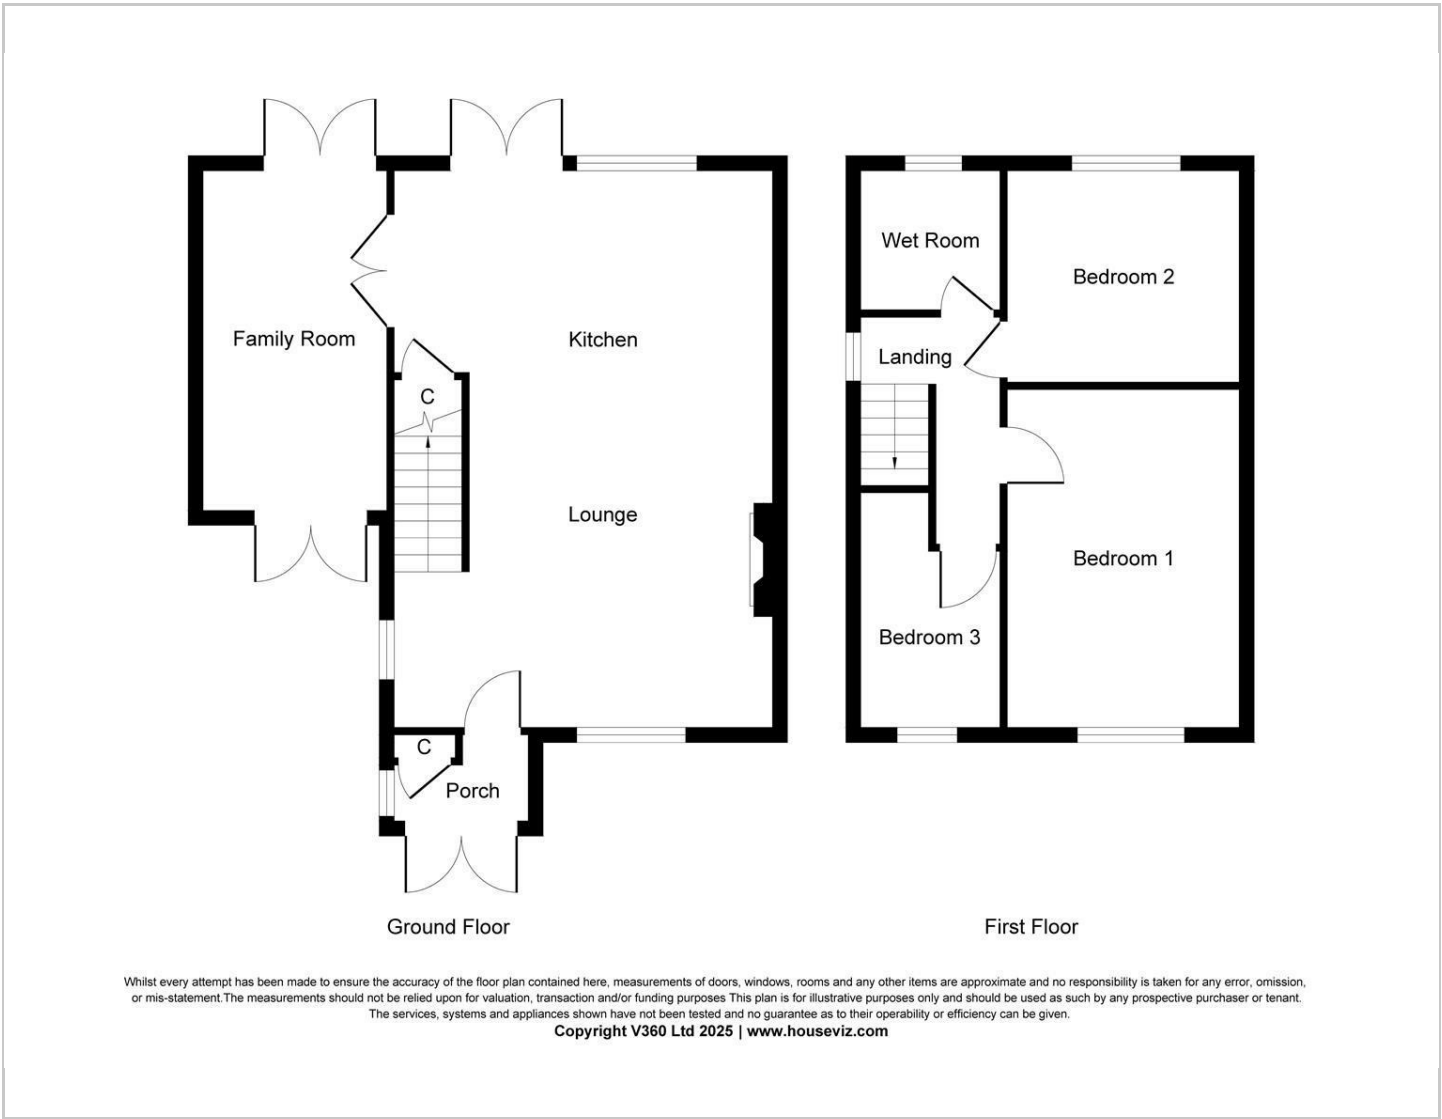 Family Room
Kitchen
C
Lounge
C
Porch
Ground Floor
Wet Room
Bedroom 2
Landing
Bedroom 1
Bedroom 3
First Floor
Whilst every attempt has been made to ensure the accuracy of the floor plan contained here, measurements of doors, windows, rooms and any other items are approximate and no responsibility is taken for any error, omission,
or mis-statement.The measurements should not be relied upon for valuation, transaction and/or funding purposes This plan is for illustrative purposes only and should be used as such by any prospective purchaser or tenant.
The services, systems and appliances shown have not been tested and no guarantee as to their operability or efficiency can be given.
Copyright V360 Ltd 2025 | www.houseviz.com